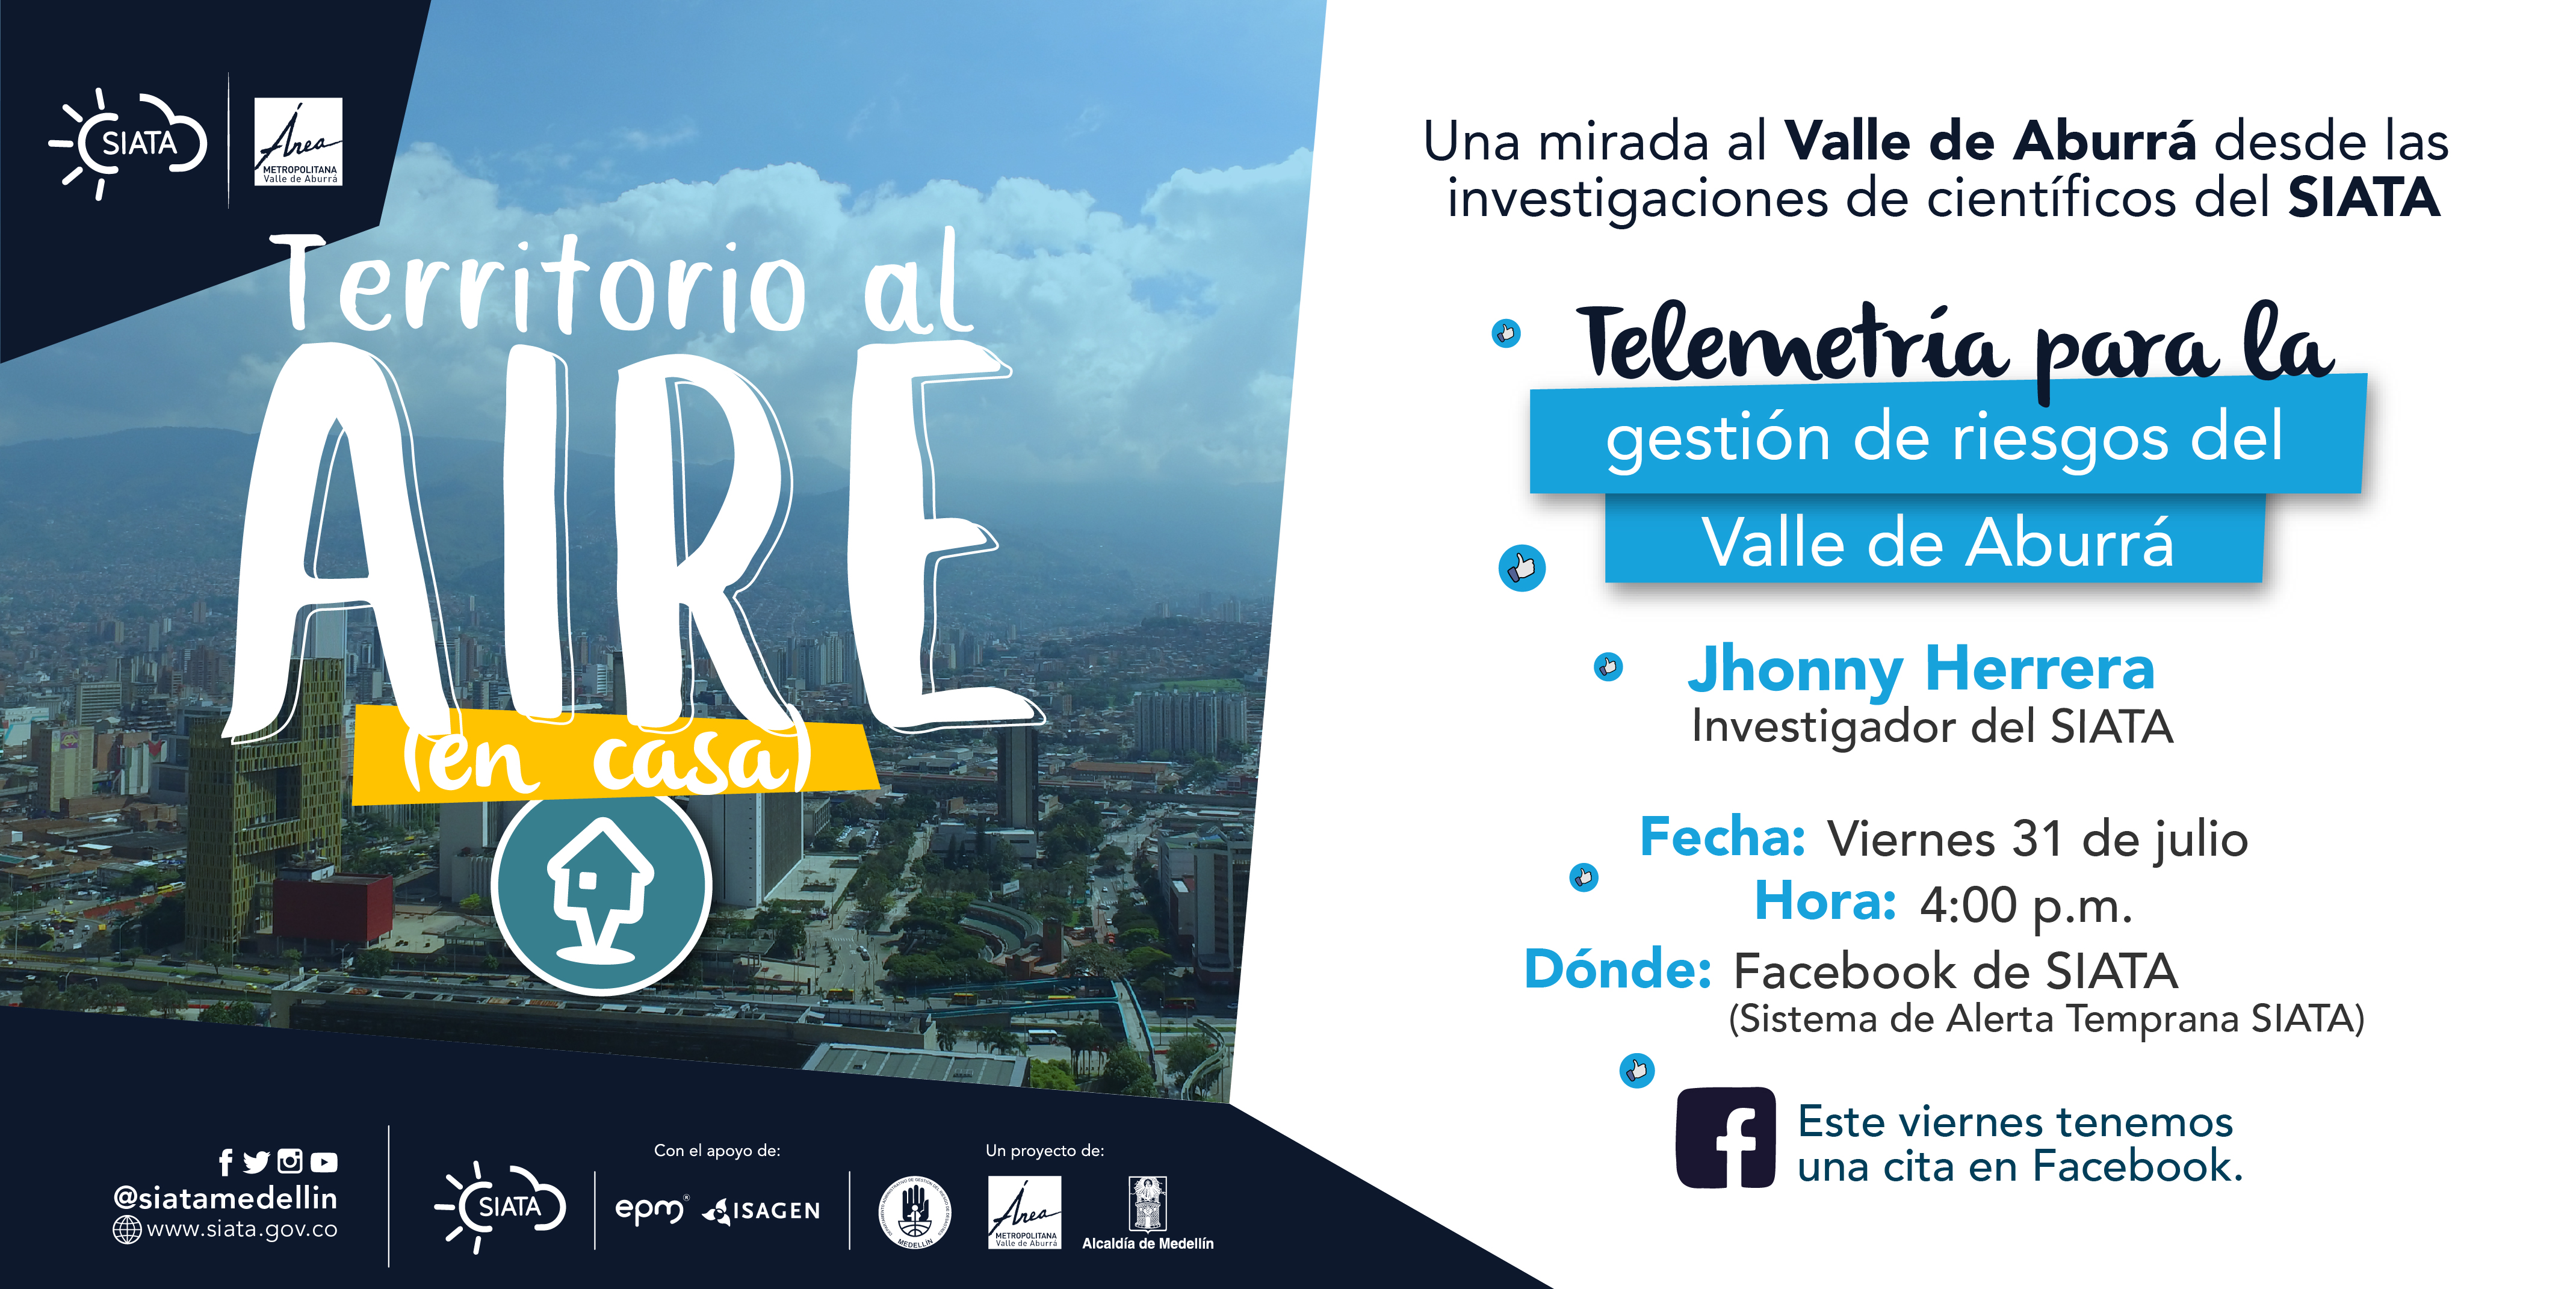 SIATA
Área
METROPOLITANA
Valle de Aburrá
Territorio al
AIRE
(en casa)
Una mirada al Valle de Aburrá desde las
investigaciones de científicos del SIATA
Telemetría para la
gestión de riesgos del
Valle de Aburrá
Jhonny Herrera
Investigador del SIATA
Fecha: Viernes 31 de julio
Hora: 4:00 p.m.
Dónde: Facebook de SIATA
(Sistema de Alerta Temprana SIATA)
Este viernes tenemos
una cita en Facebook.
@siatamedellin
www.siata.gov.co
SIATA
Con el apoyo de:
epm®
ISAGEN
Un proyecto de:
MEDELLÍN
Área
METROPOLITANA
Valle de Aburrá
Alcaldía de Medellín